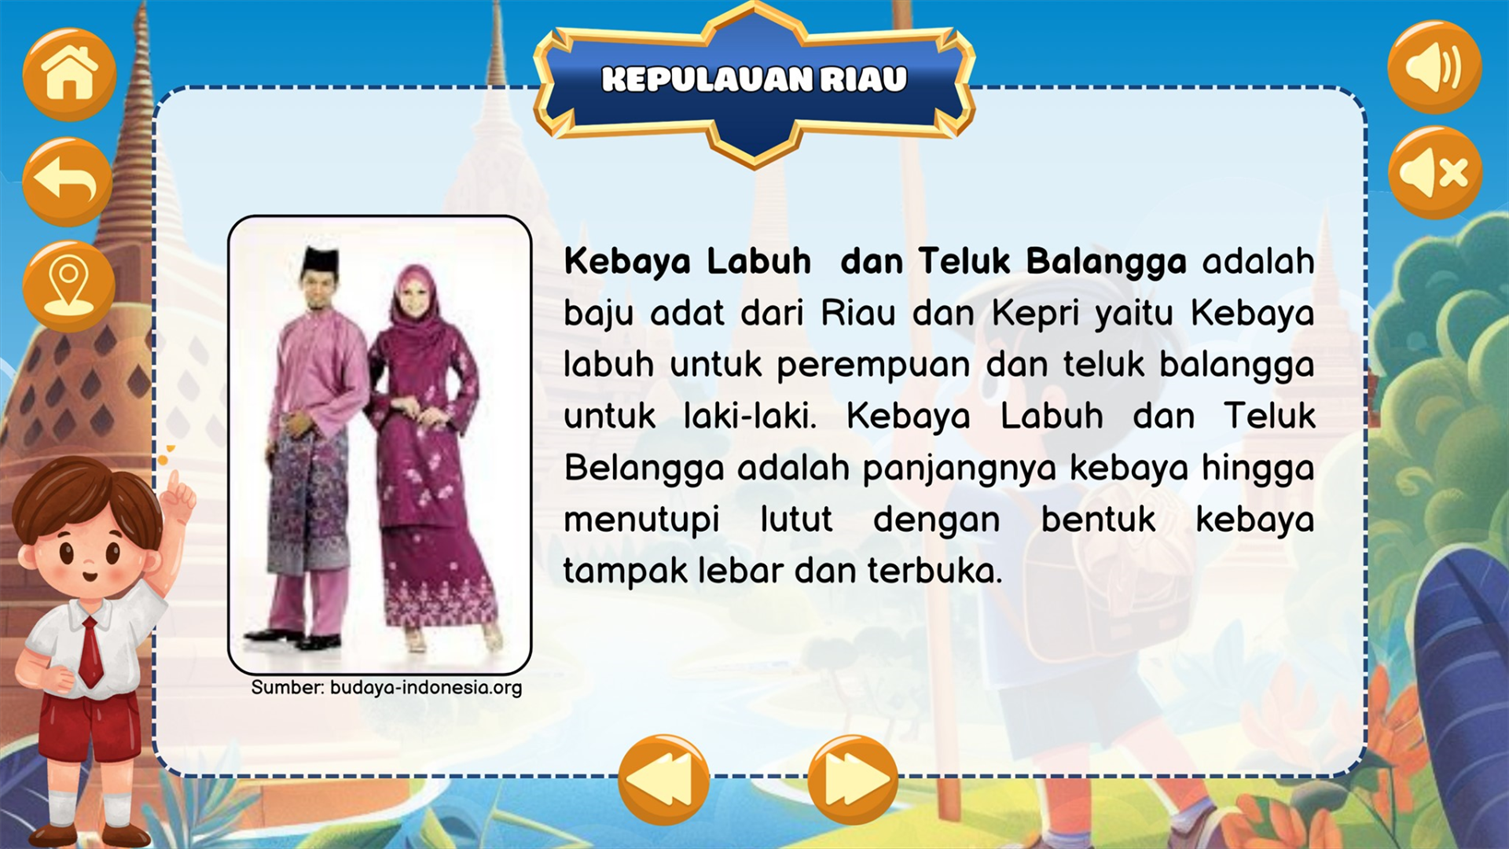 KEPULAUAN RIAU
Kebaya Labuh dan Teluk Balangga adalah
baju adat dari Riau dan Kepri yaitu Kebaya
labuh untuk perempuan dan teluk balangga
untuk laki-laki. Kebaya Labuh dan Teluk
Belangga adalah panjangnya kebaya hingga
menutupi lutut dengan bentuk kebaya
tampak lebar dan terbuka.
Sumber: budaya-indonesia.org